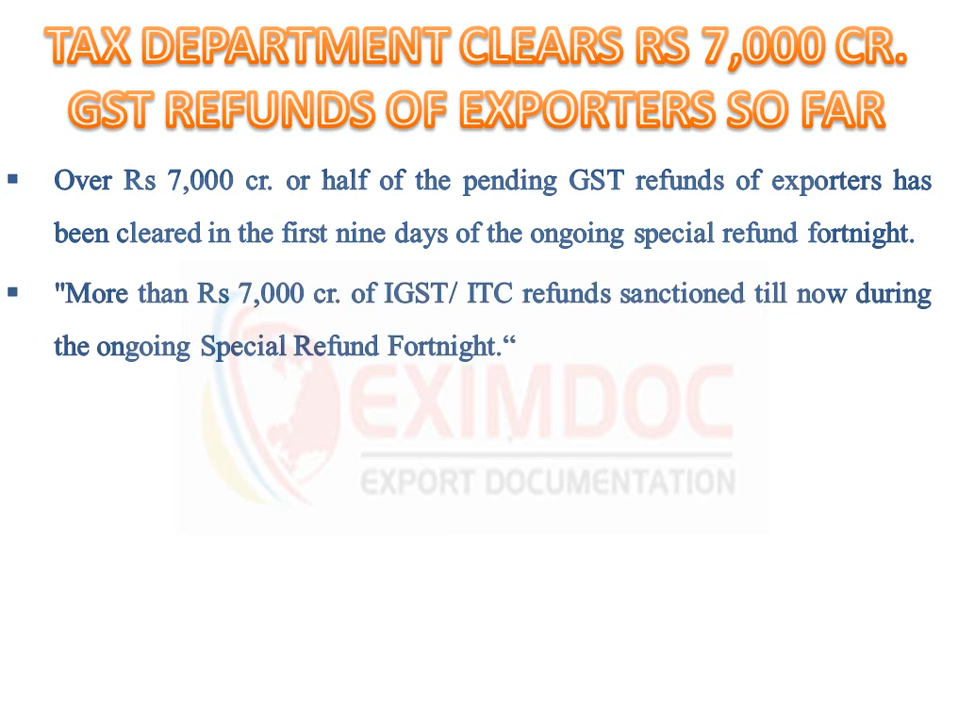 TAX DEPARTMENT CLEARS RS 7,000 CR.
GST REFUNDS OF EXPORTERS SO FAR
▪ Over Rs 7,000 cr. or half of the pending GST refunds of exporters has
been cleared in the first nine days of the ongoing special refund fortnight.
▪ "More than Rs 7,000 cr. of IGST/ ITC refunds sanctioned till now during
the ongoing Special Refund Fortnight.“
EXIMDOC
EXPORT DOCUMENTATION